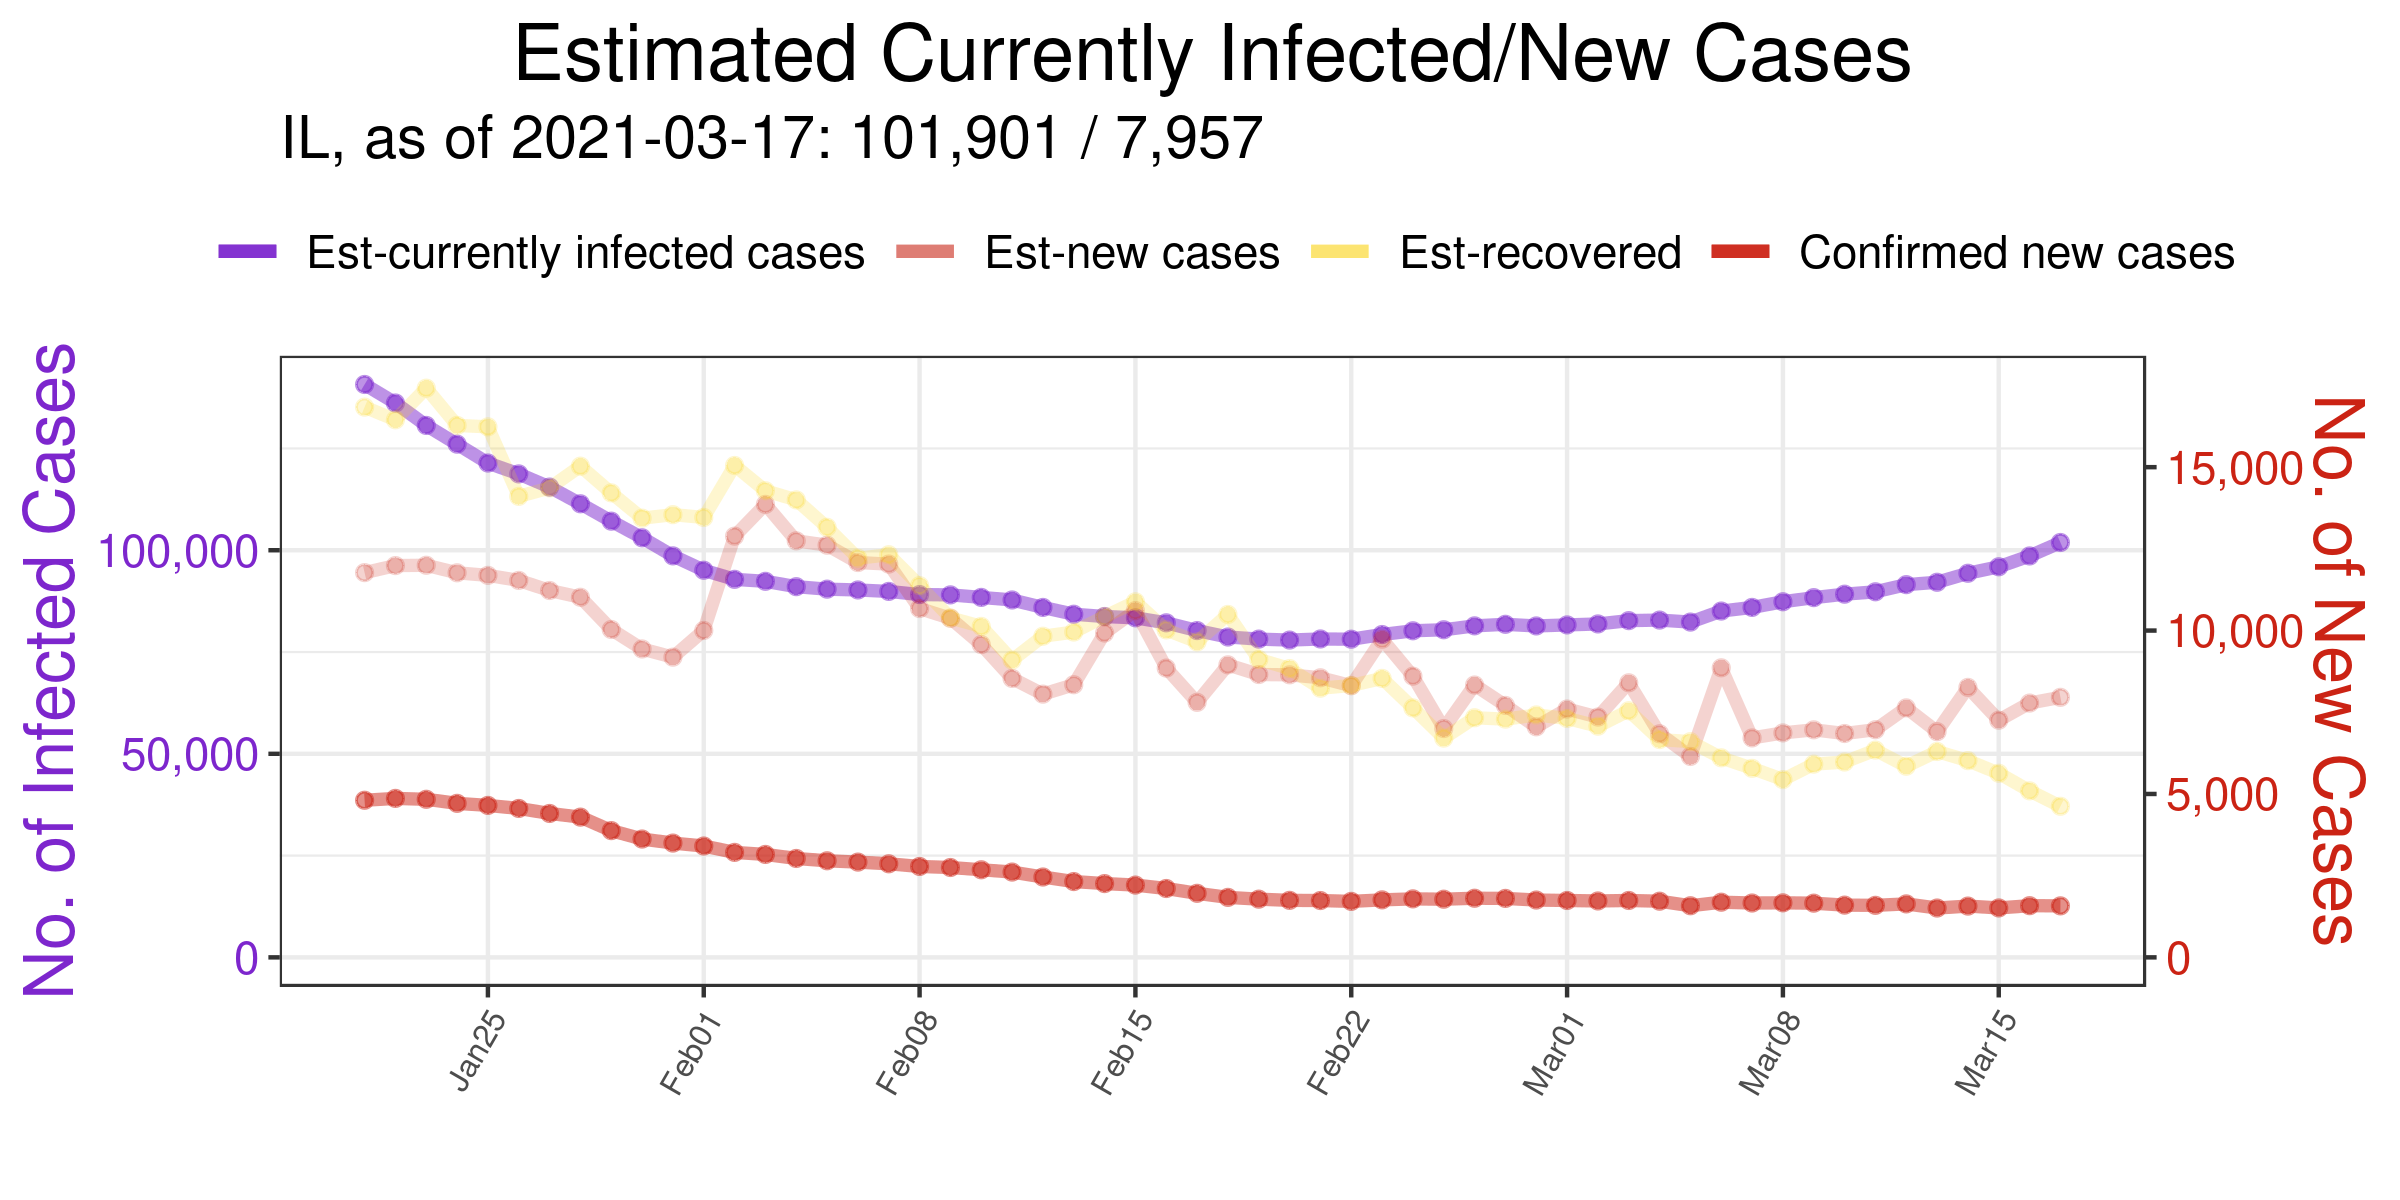 Estimated Currently Infected/New Cases
IL, as of 2021-03-17: 101,901 / 7,957
Est-currently infected cases Est-new cases Est-recovered Confirmed new cases
No. of Infected Cases
100,000
50,000
0
15,000
10,000
5,000
0
No. of New Cases
Jan25 Feb01 Feb08 Feb15 Feb22 Mar01 Mar08 Mar15